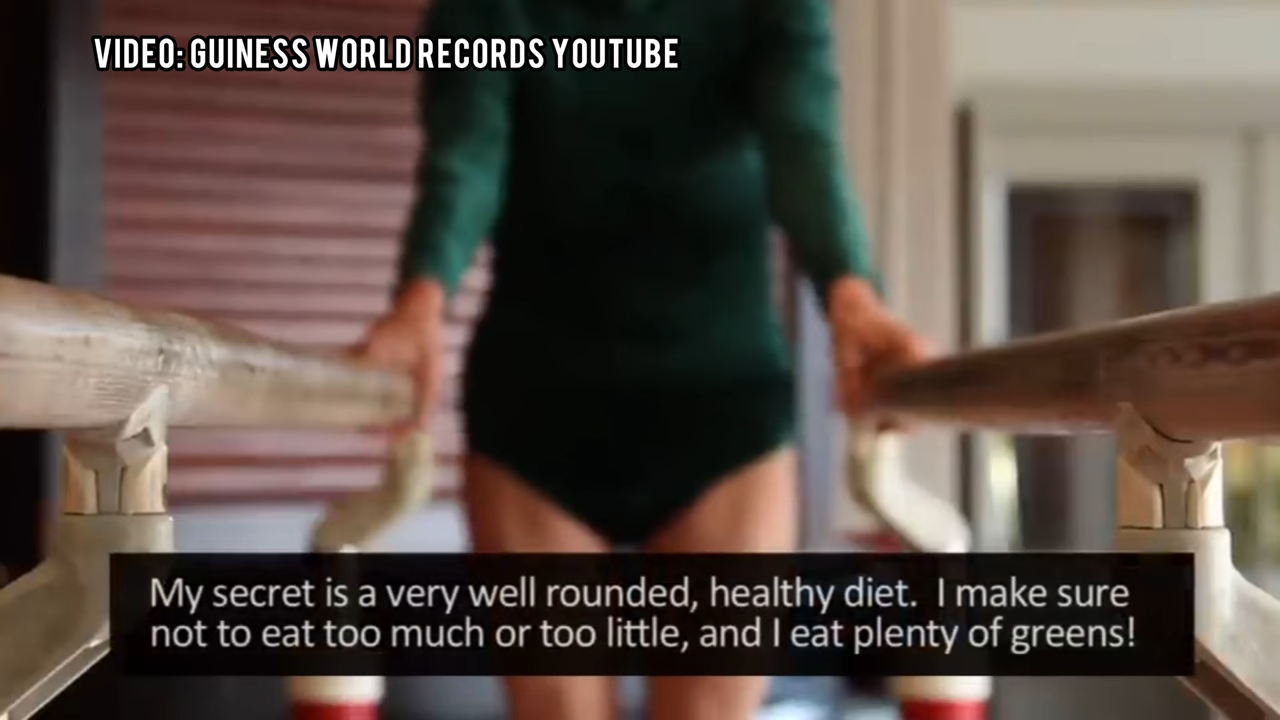 VIDEO: GUINESS WORLD RECORDS YOUTUBE
My secret is a very well rounded, healthy diet.  I make sure
not to eat too much or too little, and I eat plenty of greens!